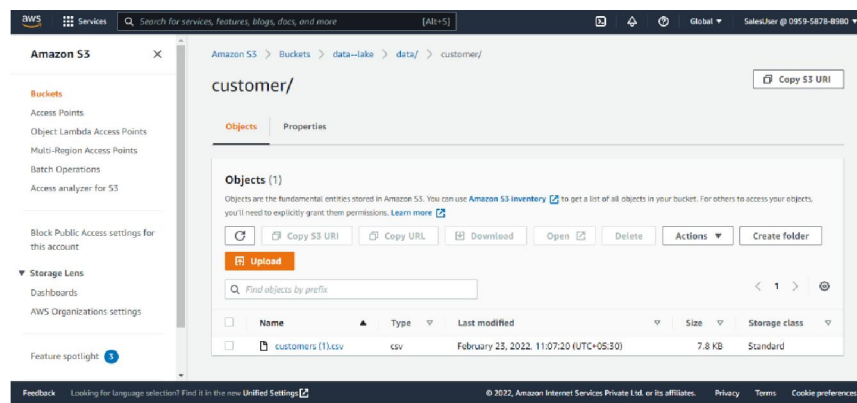 aws Services Search for services, features, blogs, docs, and more [Alt+S] Global SalesUser @ 0959-5878-8980
Amazon S3
Buckets
Access Points
Object Lambda Access Points
Multi-Region Access Points
Batch Operations
Access analyzer for S3
Block Public Access settings for
this account
Storage Lens
Dashboards
AWS Organizations settings
Feature spotlight 3
Amazon S3 > Buckets > data--lake > data/ > customer/
customer/
Copy S3 URI
Objects Properties
Objects (1)
Objects are the fundamental entities stored in Amazon S3. You can use Amazon S3 inventory to get a list of all objects in your bucket. For others to access your objects,
you'll need to explicitly grant them permissions. Learn more
Copy S3 URI Copy URL Download Open Delete Actions Create folder
Upload
Find objects by prefix
< 1 >
Name Type Last modified Size Storage class
customers (1).csv csv February 23, 2022, 11:07:20 (UTC+05:30) 7.8 KB Standard
Feedback Looking for language selection? Find it in the new Unified Settings © 2022, Amazon Internet Services Private Ltd. or its affiliates. Privacy Terms Cookie preferences